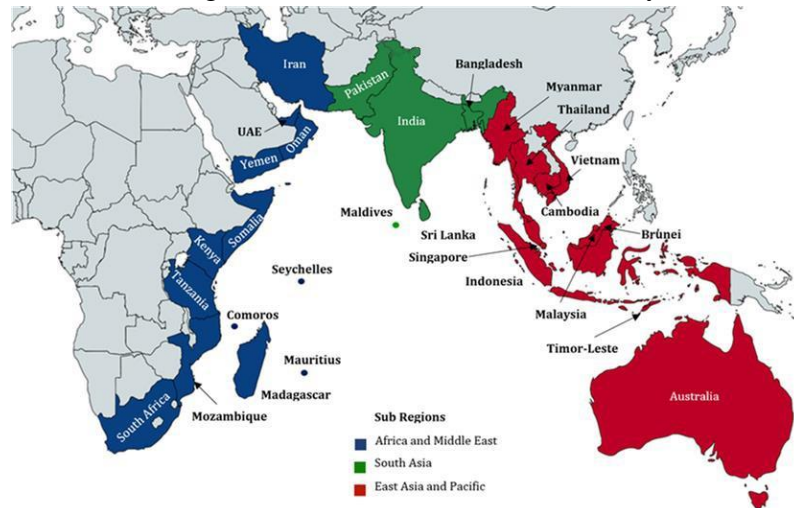 Iran
Pakistan
Bangladesh
Myanmar
Thailand
India
UAE
Oman
Yemen
Vietnam
Cambodia
Maldives
Sri Lanka
Brunei
Singapore
Somalia
Kenya
Seychelles
Indonesia
Tanzania
Malaysia
Comoros
Timor-Leste
Mauritius
Madagascar
Australia
South Africa
Mozambique
Sub Regions
Africa and Middle East
South Asia
East Asia and Pacific